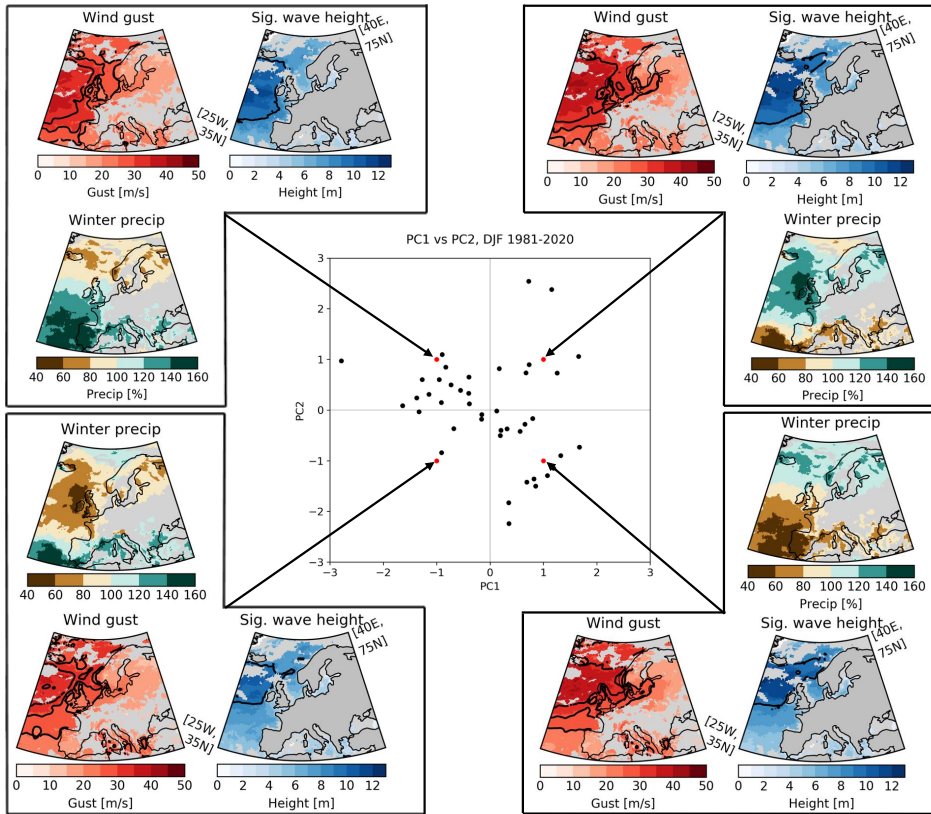 Wind gust
Sig. wave height
[40E,
75N]
[25W,
35N]
0 10 20 30 40 50
Gust [m/s]
0 2 4 6 8 10 12
Height [m]
Winter precip
40 60 80 100 120 140 160
Precip [%]
Wind gust
Sig. wave height
[40E,
75N]
[25W,
35N]
0 10 20 30 40 50
Gust [m/s]
0 2 4 6 8 10 12
Height [m]
Winter precip
40 60 80 100 120 140 160
Precip [%]
PC1 vs PC2, DJF 1981-2020
3
2
1
0
−1
−2
−3
PC2
−3 −2 −1 0 1 2 3
PC1
Winter precip
40 60 80 100 120 140 160
Precip [%]
Wind gust
Sig. wave height
[40E,
75N]
[25W,
35N]
0 10 20 30 40 50
Gust [m/s]
0 2 4 6 8 10 12
Height [m]
Winter precip
40 60 80 100 120 140 160
Precip [%]
Wind gust
Sig. wave height
[40E,
75N]
[25W,
35N]
0 10 20 30 40 50
Gust [m/s]
0 2 4 6 8 10 12
Height [m]